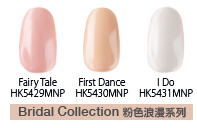 Fairy Tale
HK5429MNP
First Dance
HK5430MNP
I Do
HK5431MNP
Bridal Collection 粉色浪漫系列